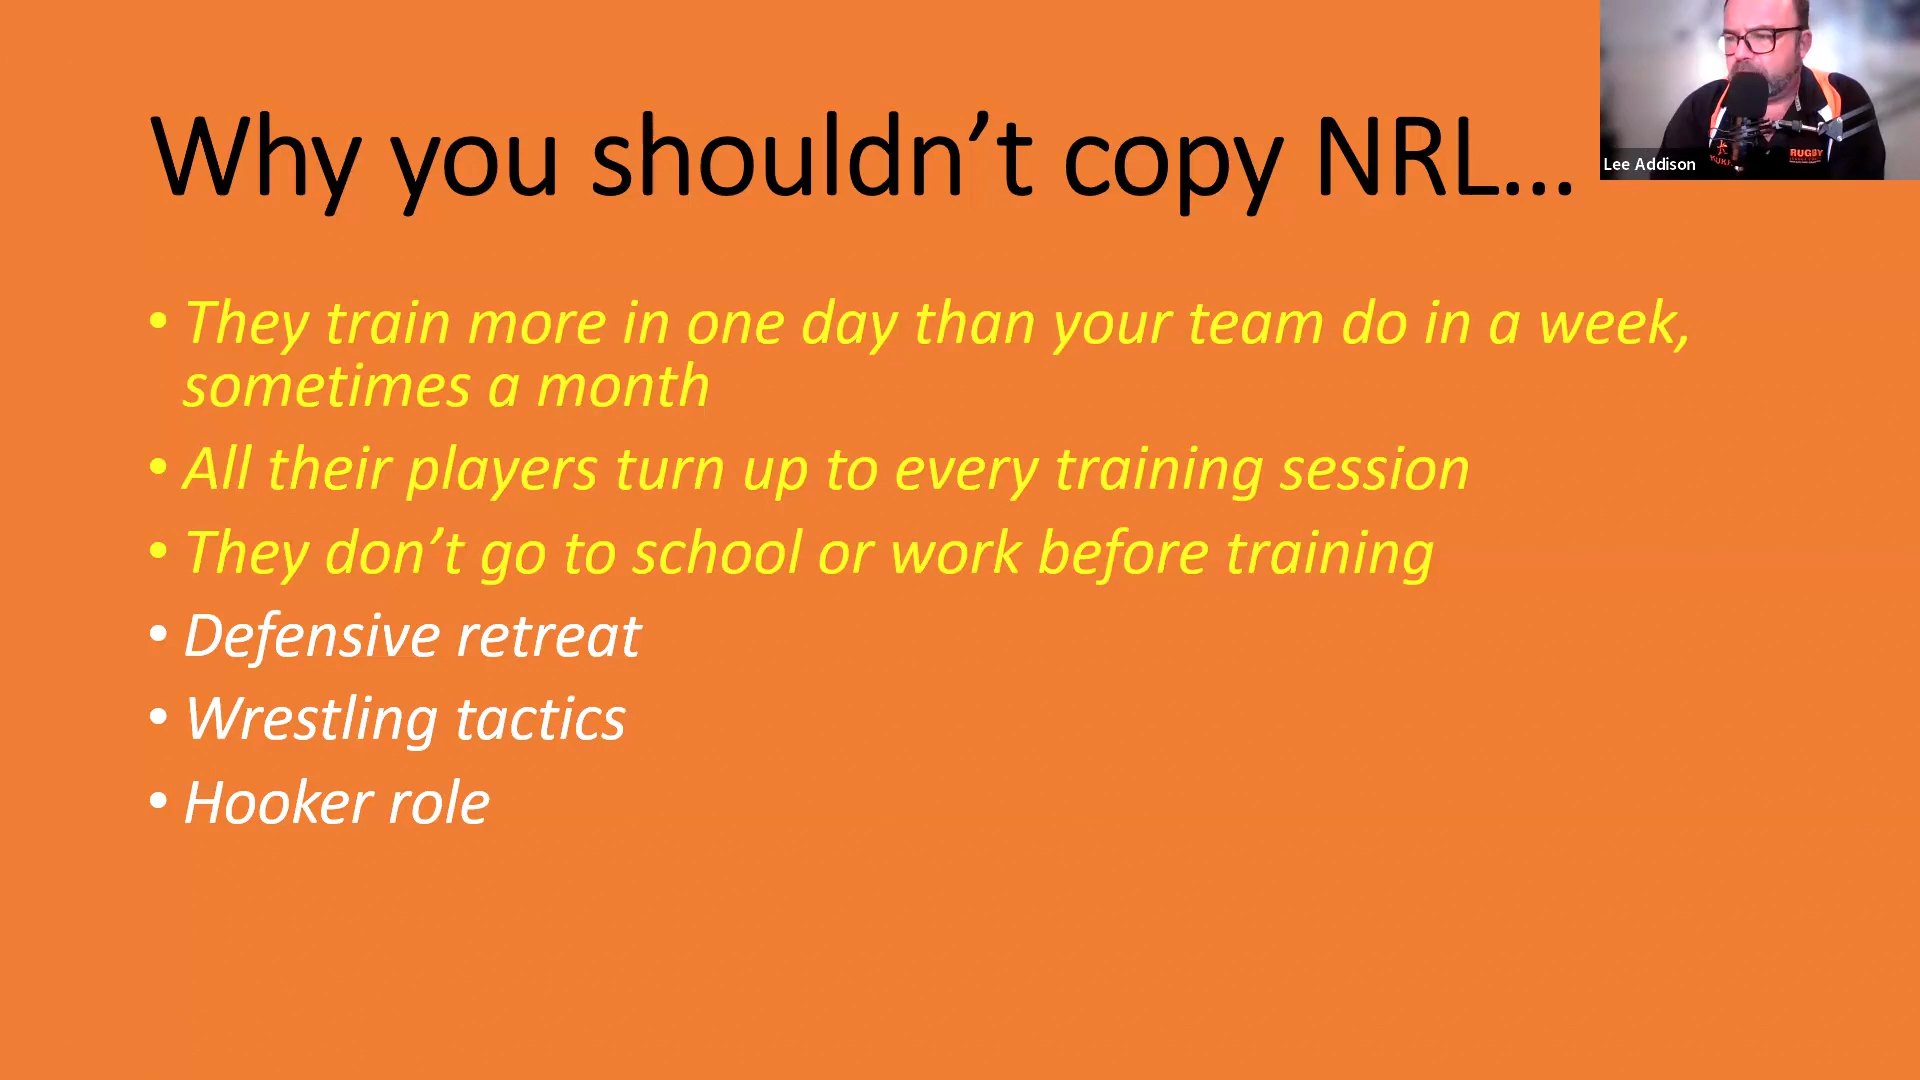 Why you shouldn't copy NRL...
Lee Addison
RUGBY
• They train more in one day than your team do in a week,
sometimes a month
• All their players turn up to every training session
• They don't go to school or work before training
• Defensive retreat
• Wrestling tactics
• Hooker role